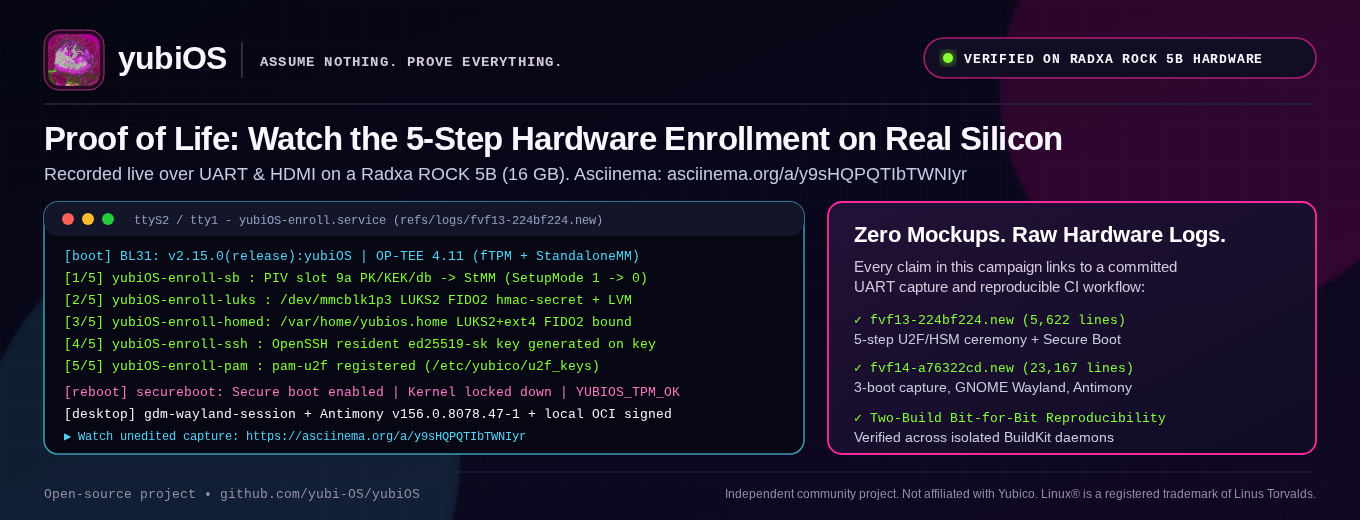 yubiOS
ASSUME NOTHING. PROVE EVERYTHING.
VERIFIED ON RADXA ROCK 5B HARDWARE
Proof of Life: Watch the 5-Step Hardware Enrollment on Real Silicon
Recorded live over UART & HDMI on a Radxa ROCK 5B (16 GB). Asciinema: asciinema.org/a/y9sHQPQTIbTWNIyr
ttyS2 / tty1 - yubiOS-enroll.service (refs/logs/fvf13-224bf224.new)
[boot] BL31: v2.15.0(release):yubiOS | OP-TEE 4.11 (fTPM + StandaloneMM)
[1/5] yubiOS-enroll-sb : PIV slot 9a PK/KEK/db -> StMM (SetupMode 1 -> 0)
[2/5] yubiOS-enroll-luks : /dev/mmcblk1p3 LUKS2 FIDO2 hmac-secret + LVM
[3/5] yubiOS-enroll-homed: /var/home/yubios.home LUKS2+ext4 FIDO2 bound
[4/5] yubiOS-enroll-ssh : OpenSSH resident ed25519-sk key generated on key
[5/5] yubiOS-enroll-pam : pam-u2f registered (/etc/yubico/u2f_keys)
[reboot] secureboot: Secure boot enabled | Kernel locked down | YUBIOS_TPM_OK
[desktop] gdm-wayland-session + Antimony v156.0.8078.47-1 + local OCI signed
▶ Watch unedited capture: https://asciinema.org/a/y9sHQPQTIbTWNIyr
Zero Mockups. Raw Hardware Logs.
Every claim in this campaign links to a committed
UART capture and reproducible CI workflow:
✓ fvf13-224bf224.new (5,622 lines)
5-step U2F/HSM ceremony + Secure Boot
✓ fvf14-a76322cd.new (23,167 lines)
3-boot capture, GNOME Wayland, Antimony
✓ Two-Build Bit-for-Bit Reproducibility
Verified across isolated BuildKit daemons
Open-source project • github.com/yubi-OS/yubiOS
Independent community project. Not affiliated with Yubico. Linux® is a registered trademark of Linus Torvalds.